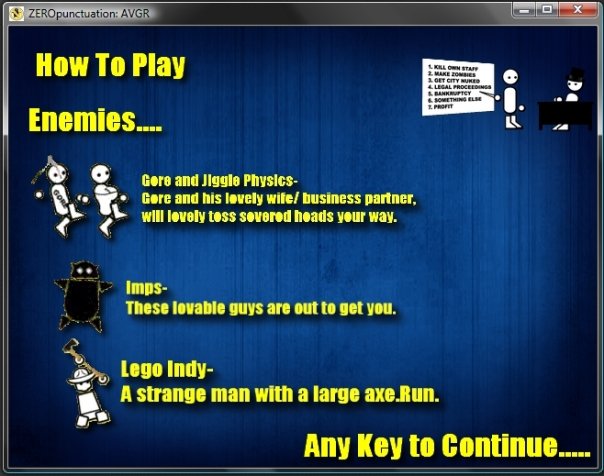 ZEROpunctuation: AVGR
How To Play
1. KILL OWN STAFF
2. MAKE ZOMBIES
3. GET CITY NUKED
4. LEGAL PROCEEDINGS
5. BANKRUPTCY
6. SOMETHING ELSE
7. PROFIT
Enemies....
GORE
Gore and Jiggle Physics-
Gore and his lovely wife/ business partner,
will lovely toss severed heads your way.
Imps-
These lovable guys are out to get you.
Lego Indy-
A strange man with a large axe.Run.
Any Key to Continue.....